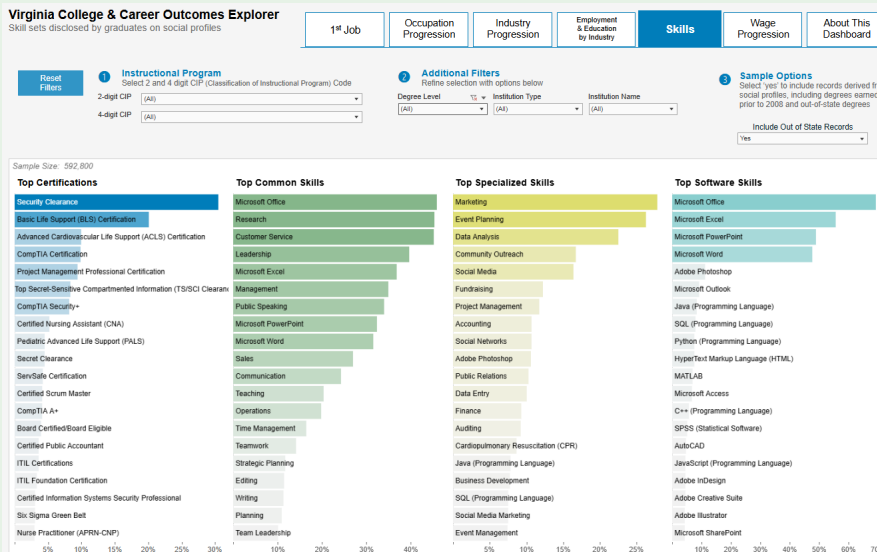 Virginia College & Career Outcomes Explorer
Skill sets disclosed by graduates on social profiles
1st Job
Occupation
Progression
Industry
Progression
Employment
& Education
by Industry
Skills
Wage
Progression
About This
Dashboard
Reset
Filters
1 Instructional Program
Select 2 and 4 digit CIP (Classification of Instructional Program) Code
2-digit CIP (All)
4-digit CIP (All)
2 Additional Filters
Refine selection with options below
Degree Level Institution Type Institution Name
(All) (All) (All)
3 Sample Options
Select 'yes' to include records derived
social profiles, including degrees earned
prior to 2008 and out-of-state degrees
Include Out of State Records
Yes
Sample Size: 592,800
Top Certifications
Security Clearance
Basic Life Support (BLS) Certification
Advanced Cardiovascular Life Support (ACLS) Certification
CompTIA Certification
Project Management Professional Certification
Top Secret-Sensitive Compartmented Information (TS/SCI Clearan
CompTIA Security+
Certified Nursing Assistant (CNA)
Pediatric Advanced Life Support (PALS)
Secret Clearance
ServSafe Certification
Certified Scrum Master
CompTIA A+
Board Certified/Board Eligible
Certified Public Accountant
ITIL Certifications
ITIL Foundation Certification
Certified Information Systems Security Professional
Six Sigma Green Belt
Nurse Practitioner (APRN-CNP)
5% 10% 15% 20% 25% 30%
Top Common Skills
Microsoft Office
Research
Customer Service
Leadership
Microsoft Excel
Management
Public Speaking
Microsoft PowerPoint
Microsoft Word
Sales
Communication
Teaching
Operations
Time Management
Teamwork
Strategic Planning
Editing
Writing
Planning
Team Leadership
10% 20% 30% 40%
Top Specialized Skills
Marketing
Event Planning
Data Analysis
Community Outreach
Social Media
Fundraising
Project Management
Accounting
Social Networks
Adobe Photoshop
Public Relations
Data Entry
Finance
Auditing
Cardiopulmonary Resuscitation (CPR)
Java (Programming Language)
Business Development
SQL (Programming Language)
Social Media Marketing
Event Management
5% 10% 15% 20% 25%
Top Software Skills
Microsoft Office
Microsoft Excel
Microsoft PowerPoint
Microsoft Word
Adobe Photoshop
Microsoft Outlook
Java (Programming Language)
SQL (Programming Language)
Python (Programming Language)
HyperText Markup Language (HTML)
MATLAB
Microsoft Access
C++ (Programming Language)
SPSS (Statistical Software)
AutoCAD
JavaScript (Programming Language)
Adobe InDesign
Adobe Creative Suite
Adobe Illustrator
Microsoft SharePoint
10% 20% 30% 40% 50% 60%